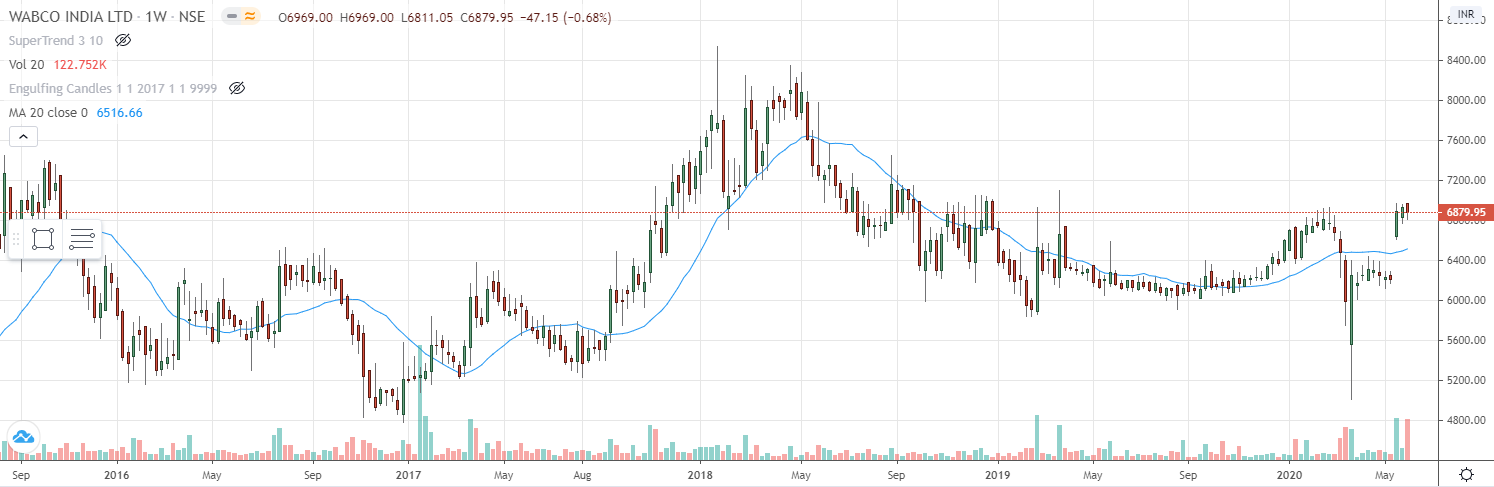 WABCO INDIA LTD · 1W · NSE O6969.00 H6969.00 L6811.05 C6879.95 −47.15 (−0.68%)
SuperTrend 3 10
Vol 20 122.752K
Engulfing Candles 1 1 2017 1 1 9999
MA 20 close 0 6516.66
INR
8400.00
8000.00
7600.00
7200.00
6879.95
6400.00
6000.00
5600.00
5200.00
4800.00
Sep 2016 May Sep 2017 May Aug 2018 May Sep 2019 May Sep 2020 May